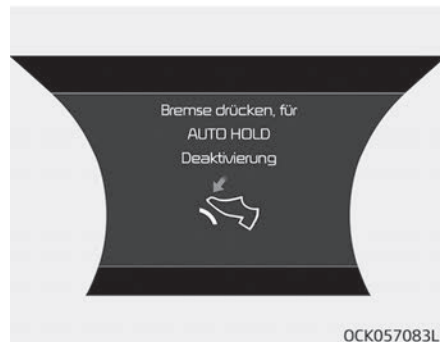 Bremse drücken, für
AUTO HOLD
Deaktivierung
OCK057083L